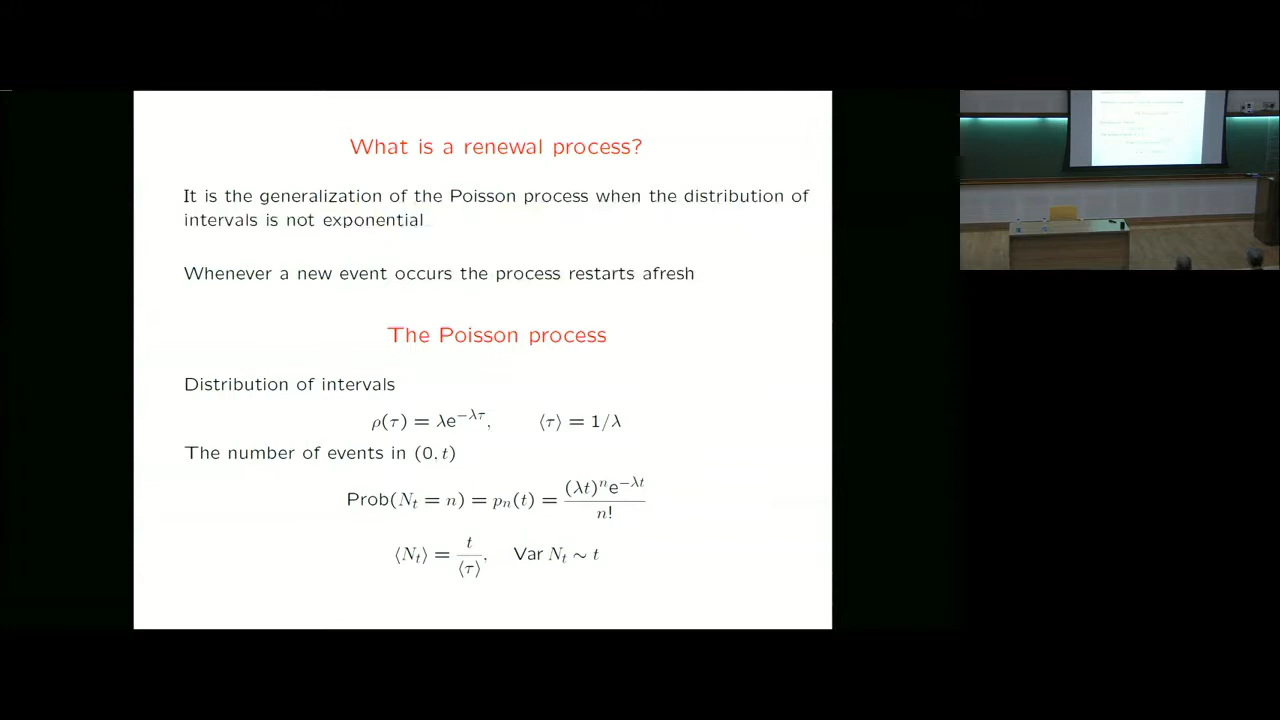 What is a renewal process?
It is the generalization of the Poisson process when the distribution of
intervals is not exponential
Whenever a new event occurs the process restarts afresh
The Poisson process
Distribution of intervals
ρ(τ) = λe^{−λτ},   ⟨τ⟩ = 1/λ
The number of events in (0, t)
Prob(N_t = n) = p_n(t) = (λt)^n e^{−λt} / n!
⟨N_t⟩ = t / ⟨τ⟩,   Var N_t ∼ t